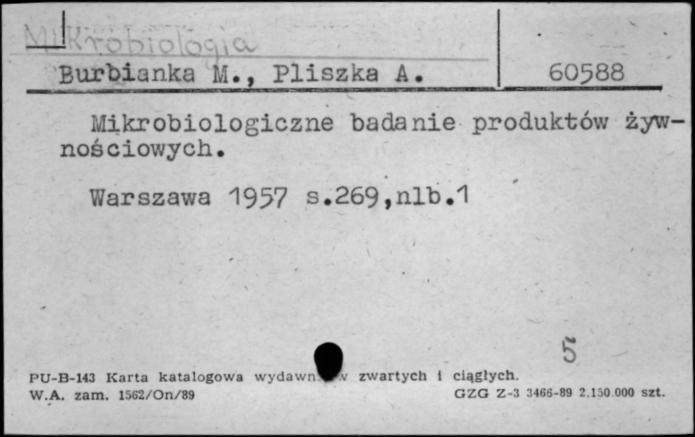 Mikrobiologia
Burbianka M., Pliszka A. 60588
Mikrobiologiczne badanie produktów żyw-
nościowych.
Warszawa 1957 s.269,nlb.1
5
PU-B-143 Karta katalogowa zwartych i ciągłych.
W.A. zam. 1562/On/89 GZG Z-3 3466-89 2.150.000 szt.